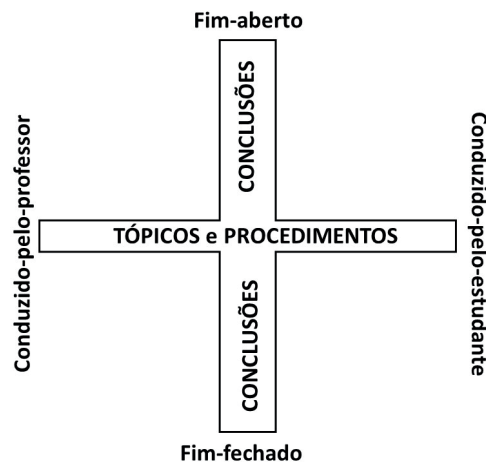 Fim-aberto
CONCLUSÕES
Conduzido-pelo-professor
TÓPICOS e PROCEDIMENTOS
Conduzido-pelo-estudante
CONCLUSÕES
Fim-fechado